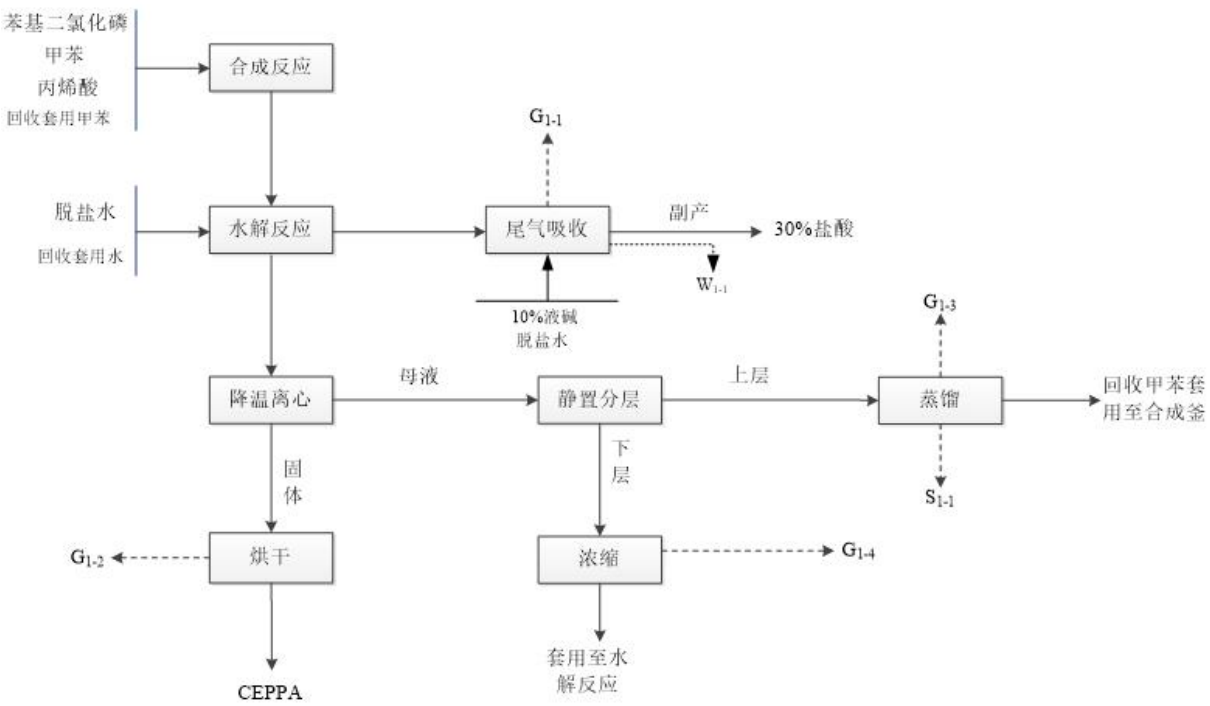 苯基二氯化磷
甲苯
丙烯酸
回收套用甲苯
合成反应
G1-1
脱盐水
回收套用水
水解反应
尾气吸收
副产
30%盐酸
W1-1
10%液碱
脱盐水
G1-3
降温离心
母液
静置分层
上层
蒸馏
回收甲苯套
用至合成釜
固
体
下
层
S1-1
G1-2
烘干
浓缩
G1-4
套用至水
解反应
CEPPA